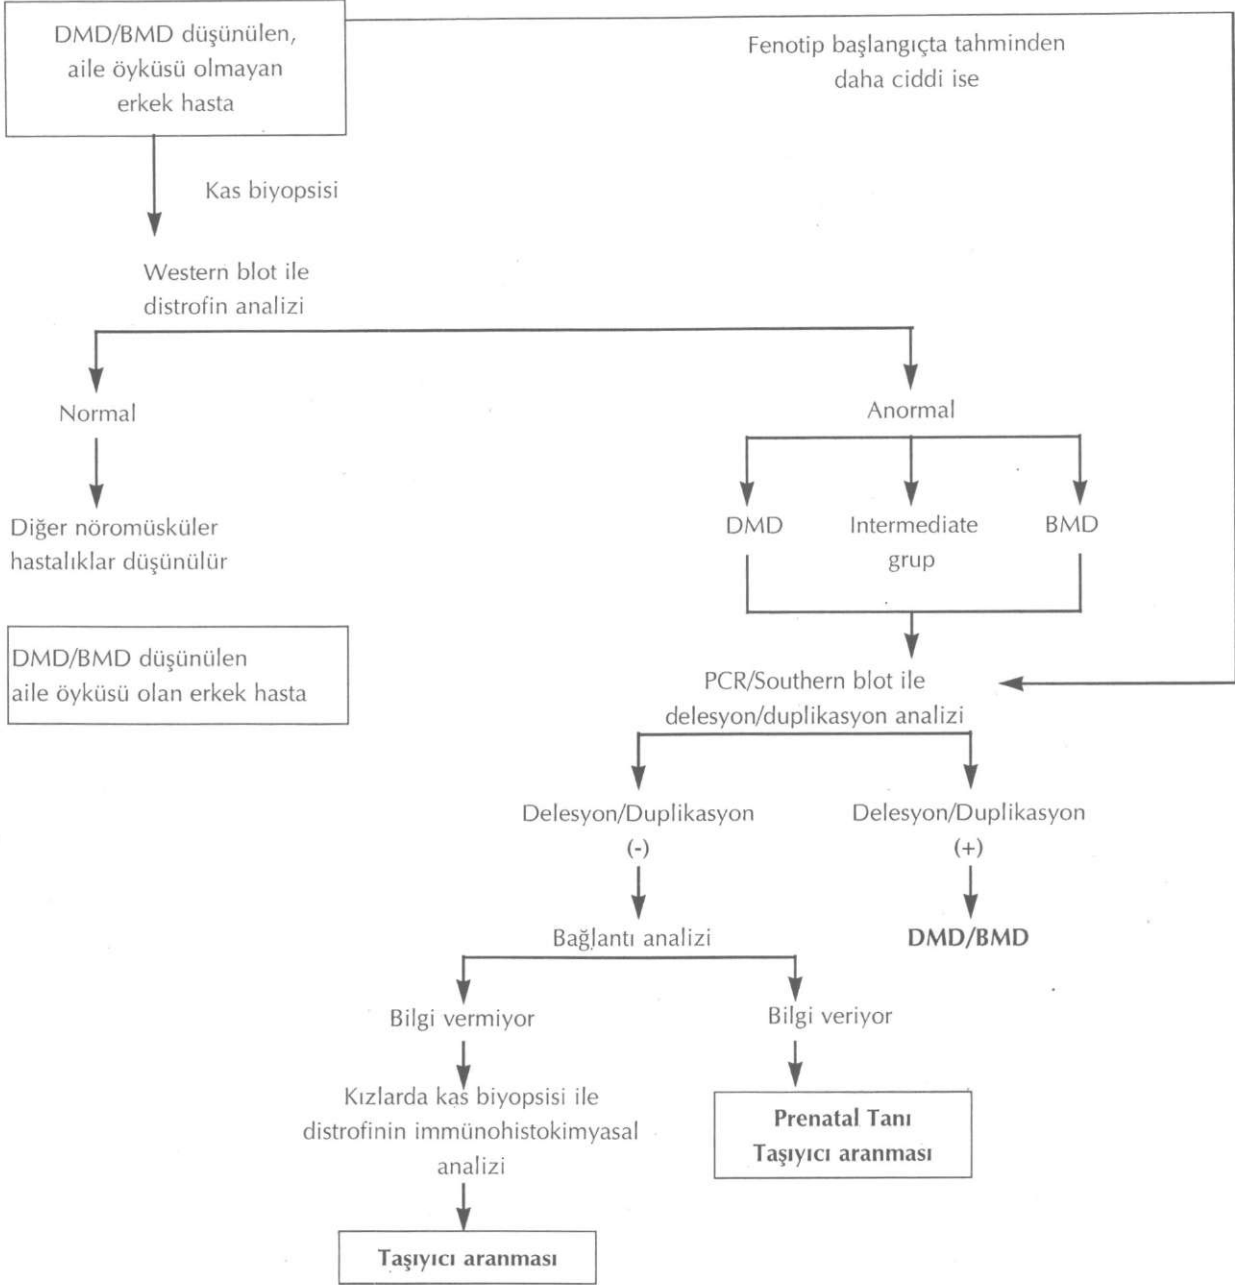 DMD/BMD düşünülen,
aile öyküsü olmayan
erkek hasta
Fenotip başlangıçta tahminden
daha ciddi ise
Kas biyopsisi
Western blot ile
distrofin analizi
Normal
Anormal
Diğer nöromüsküler
hastalıklar düşünülür
DMD
Intermediate
grup
BMD
DMD/BMD düşünülen
aile öyküsü olan erkek hasta
PCR/Southern blot ile
delesyon/duplikasyon analizi
Delesyon/Duplikasyon
(-)
Delesyon/Duplikasyon
(+)
Bağlantı analizi
DMD/BMD
Bilgi vermiyor
Bilgi veriyor
Kızlarda kas biyopsisi ile
distrofinin immünohistokimyasal
analizi
Prenatal Tanı
Taşıyıcı aranması
Taşıyıcı aranması